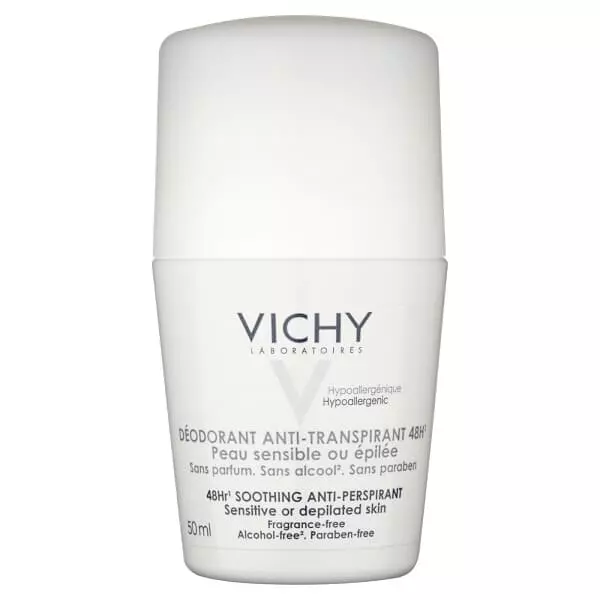 VICHY
LABORATOIRES
Hypoallergénique
Hypoallergenic
DÉODORANT ANTI-TRANSPIRANT 48H¹
Peau sensible ou épilée
Sans parfum. Sans alcool². Sans paraben
48Hr¹ SOOTHING ANTI-PERSPIRANT
Sensitive or depilated skin
Fragrance-free
Alcohol-free². Paraben-free
50ml